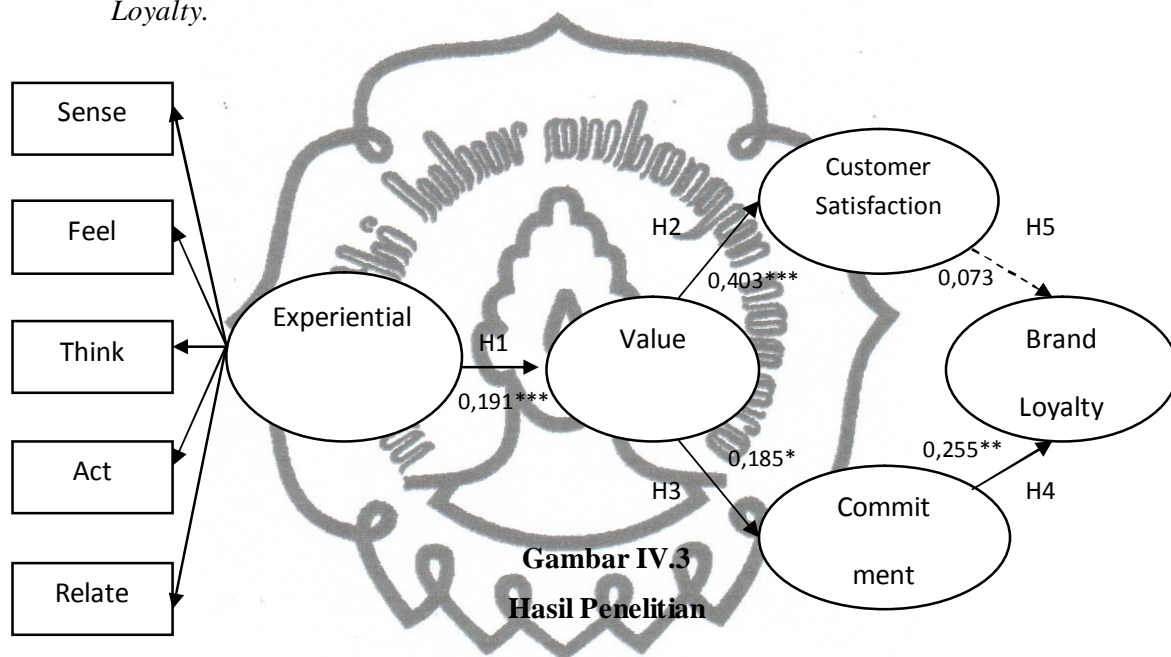 Loyalty.
Sense
Feel
Think
Act
Relate
Experiential
H1
0,191***
Value
H2
0,403***
H3
0,185*
Customer
Satisfaction
Commit
ment
H5
0,073
0,255**
H4
Brand
Loyalty
Gambar IV.3
Hasil Penelitian